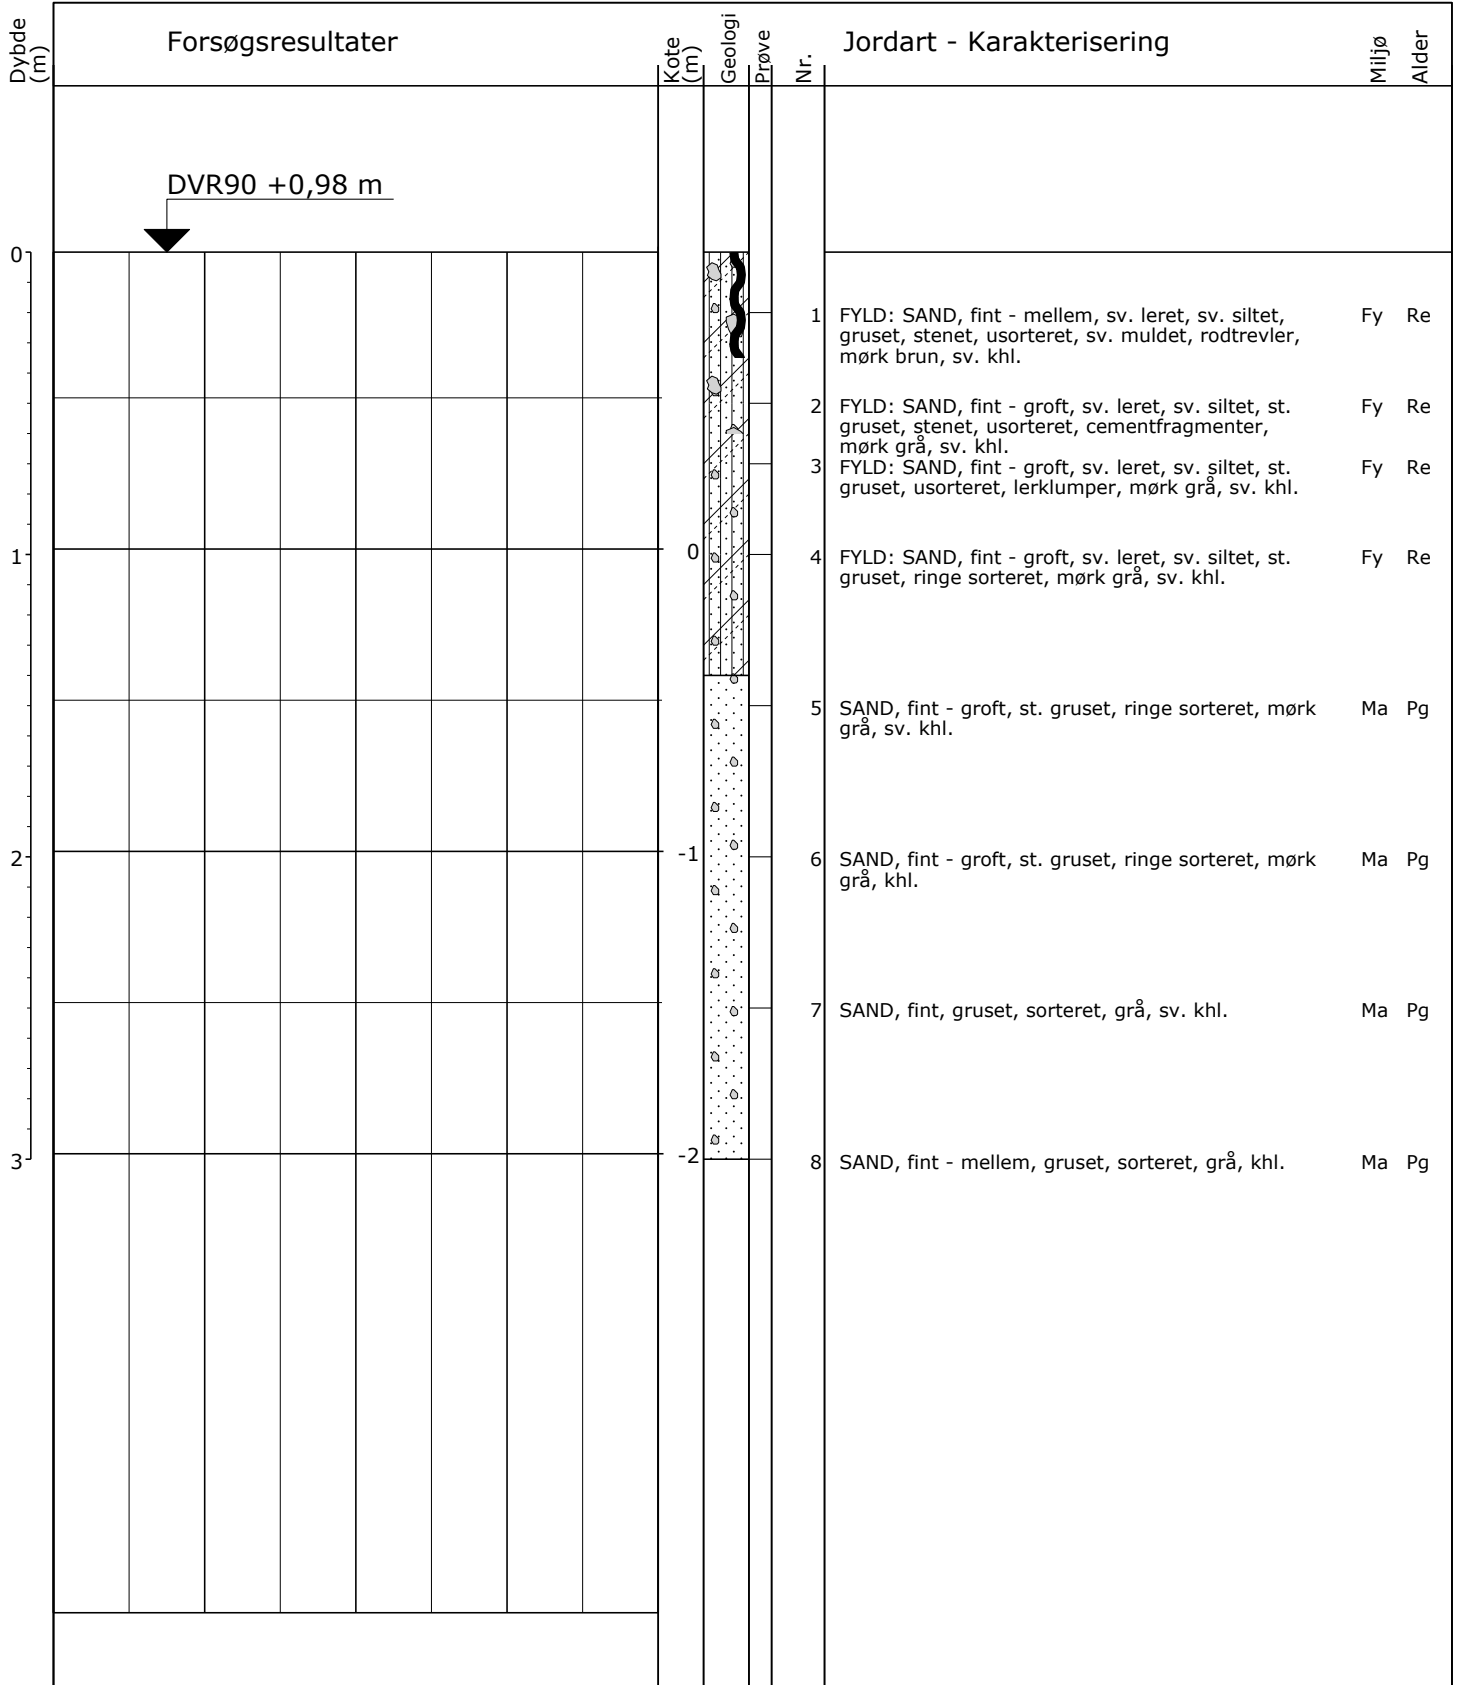 Dybde
(m)
Forsøgsresultater
Kote
(m)
Geologi
Prøve
Nr.
Jordart - Karakterisering
Miljø
Alder
DVR90 +0,98 m
0
1 FYLD: SAND, fint - mellem, sv. leret, sv. siltet, Fy Re
gruset, stenet, usorteret, sv. muldet, rodtrevler,
mørk brun, sv. khl.
2 FYLD: SAND, fint - groft, sv. leret, sv. siltet, st. Fy Re
gruset, stenet, usorteret, cementfragmenter,
mørk grå, sv. khl.
3 FYLD: SAND, fint - groft, sv. leret, sv. siltet, st. Fy Re
gruset, usorteret, lerklumper, mørk grå, sv. khl.
1 0 4 FYLD: SAND, fint - groft, sv. leret, sv. siltet, st. Fy Re
gruset, ringe sorteret, mørk grå, sv. khl.
5 SAND, fint - groft, st. gruset, ringe sorteret, mørk Ma Pg
grå, sv. khl.
2 -1 6 SAND, fint - groft, st. gruset, ringe sorteret, mørk Ma Pg
grå, khl.
7 SAND, fint, gruset, sorteret, grå, sv. khl. Ma Pg
3 -2 8 SAND, fint - mellem, gruset, sorteret, grå, khl. Ma Pg